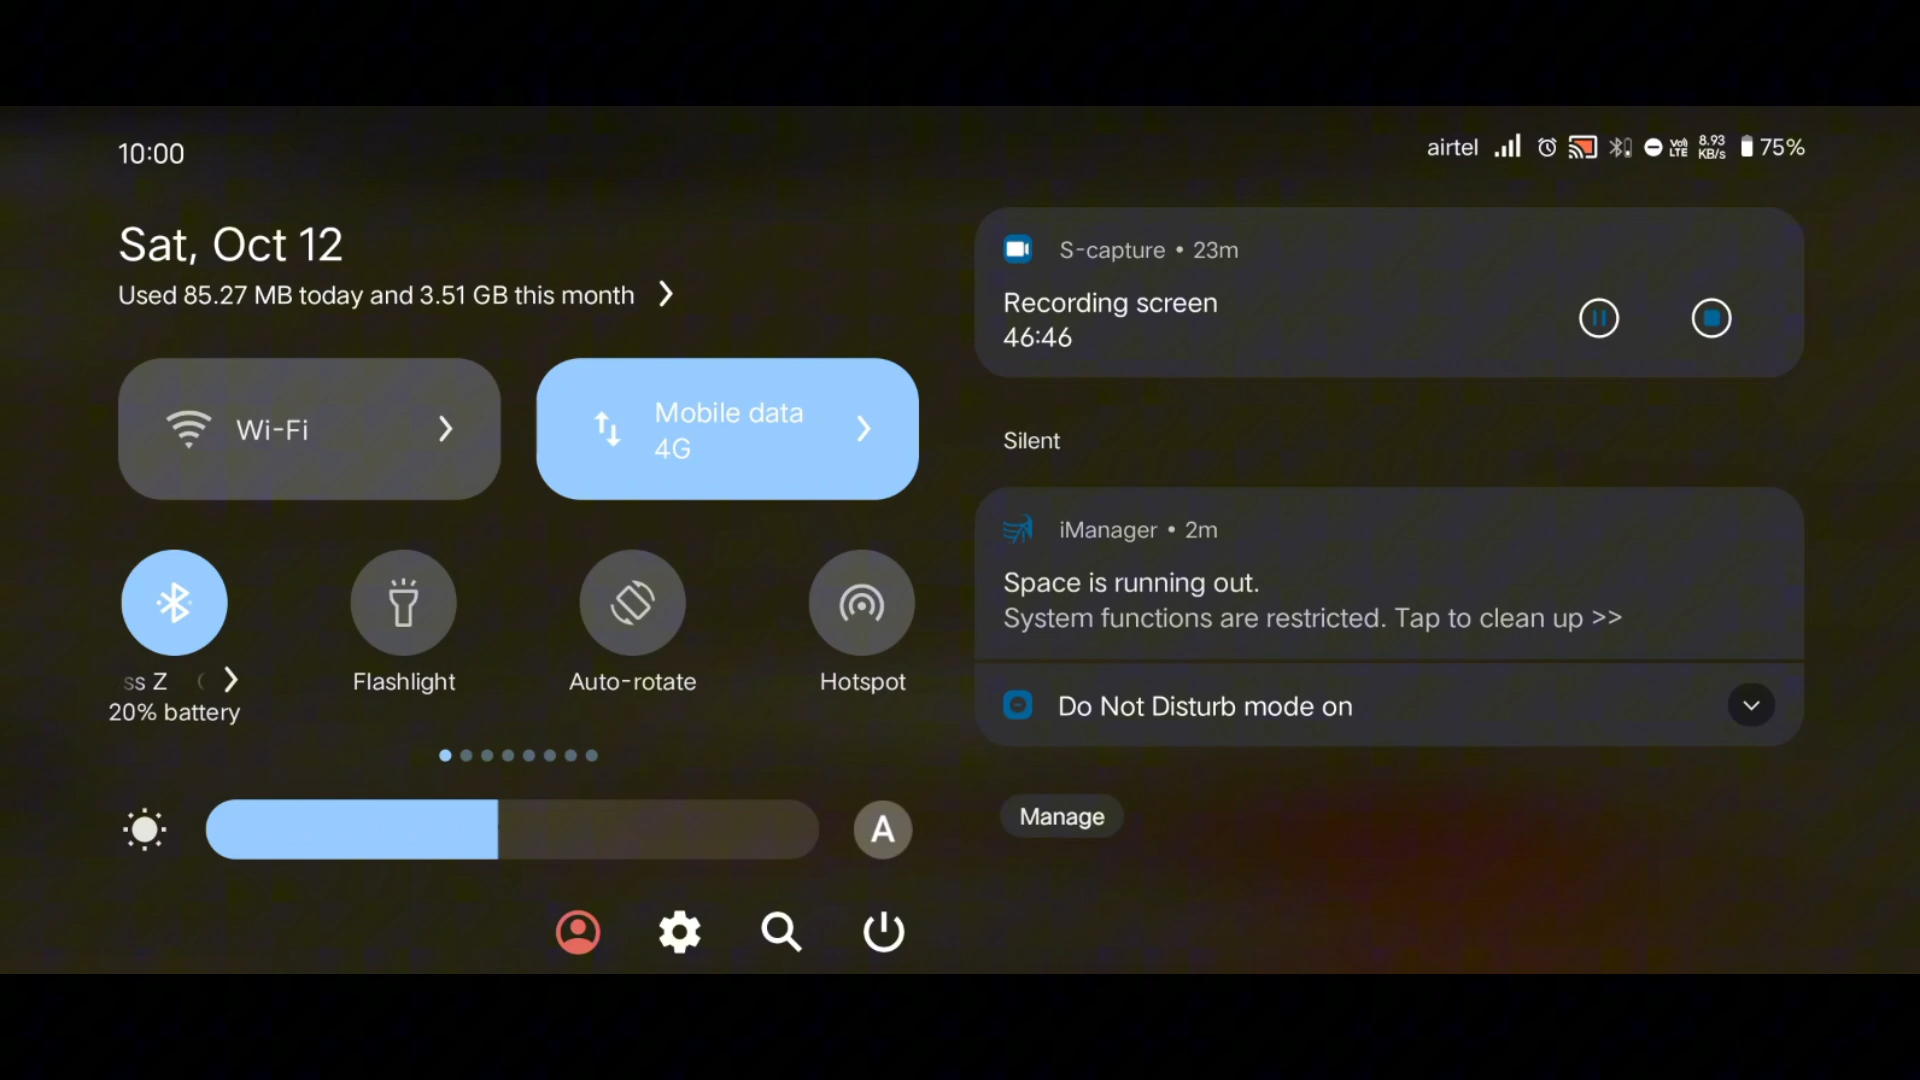 10:00
airtel VoI) LTE 8.93 KB/s 75%
Sat, Oct 12
Used 85.27 MB today and 3.51 GB this month
Wi-Fi
Mobile data
4G
ss Z (
20% battery
Flashlight
Auto-rotate
Hotspot
A
S-capture • 23m
Recording screen
46:46
Silent
iManager • 2m
Space is running out.
System functions are restricted. Tap to clean up >>
Do Not Disturb mode on
Manage